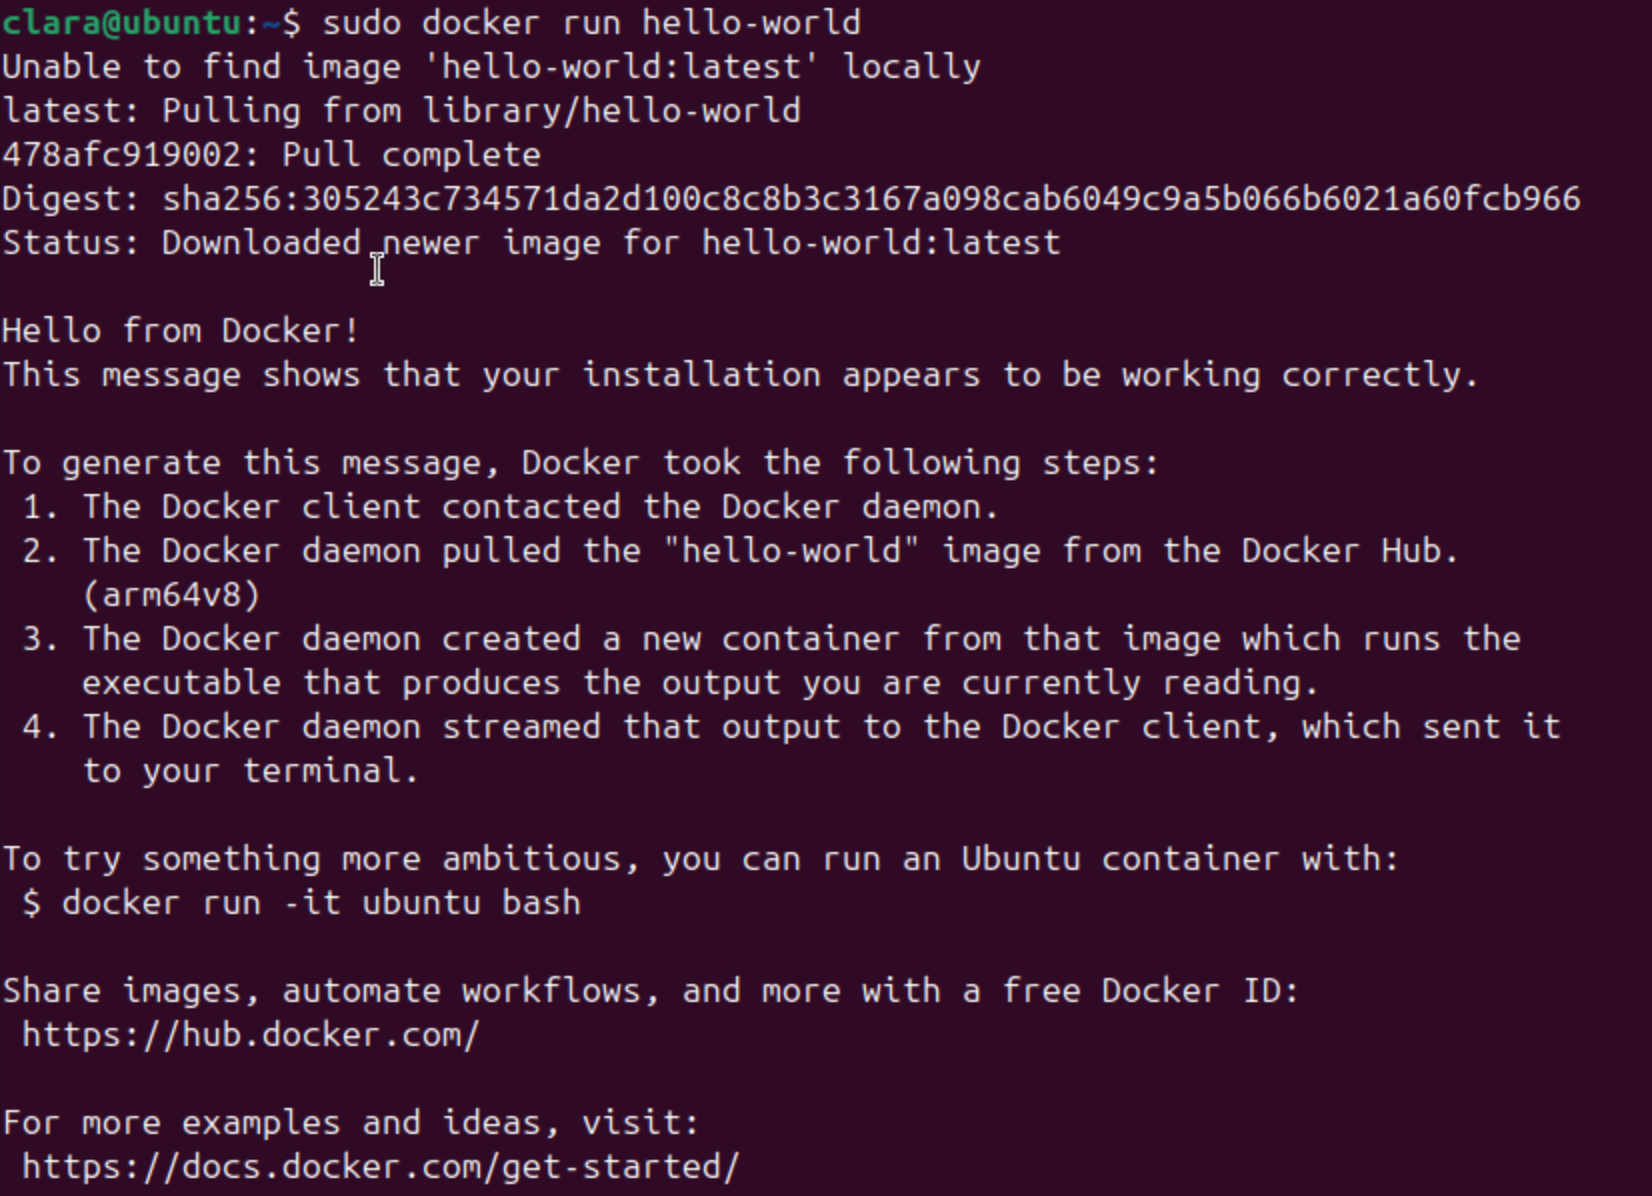 clara@ubuntu:~$ sudo docker run hello-world
Unable to find image 'hello-world:latest' locally
latest: Pulling from library/hello-world
478afc919002: Pull complete
Digest: sha256:305243c734571da2d100c8c8b3c3167a098cab6049c9a5b066b6021a60fcb966
Status: Downloaded newer image for hello-world:latest

Hello from Docker!
This message shows that your installation appears to be working correctly.

To generate this message, Docker took the following steps:
 1. The Docker client contacted the Docker daemon.
 2. The Docker daemon pulled the "hello-world" image from the Docker Hub.
    (arm64v8)
 3. The Docker daemon created a new container from that image which runs the
    executable that produces the output you are currently reading.
 4. The Docker daemon streamed that output to the Docker client, which sent it
    to your terminal.

To try something more ambitious, you can run an Ubuntu container with:
 $ docker run -it ubuntu bash

Share images, automate workflows, and more with a free Docker ID:
 https://hub.docker.com/

For more examples and ideas, visit:
 https://docs.docker.com/get-started/